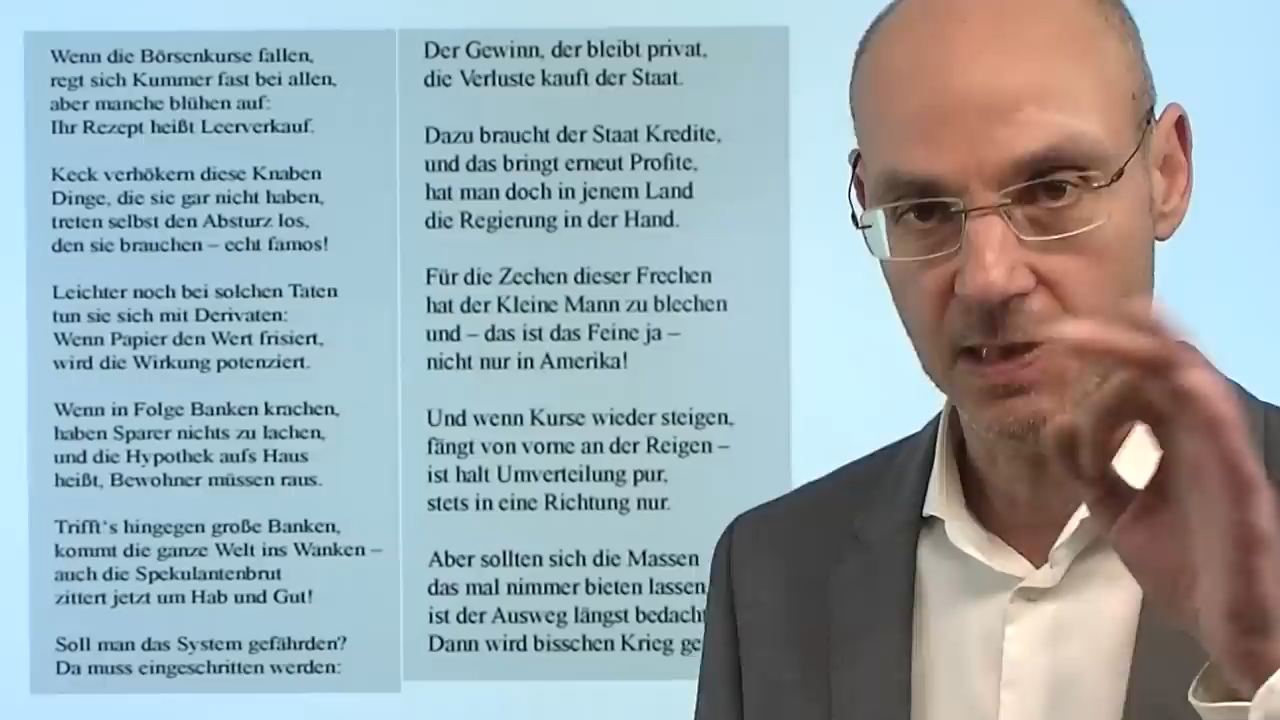 Wenn die Börsenkurse fallen,
regt sich Kummer fast bei allen,
aber manche blühen auf:
Ihr Rezept heißt Leerverkauf.
Keck verhökern diese Knaben
Dinge, die sie gar nicht haben,
treten selbst den Absturz los,
den sie brauchen – echt famos!
Leichter noch bei solchen Taten
tun sie sich mit Derivaten:
Wenn Papier den Wert frisiert,
wird die Wirkung potenziert.
Wenn in Folge Banken krachen,
haben Sparer nichts zu lachen,
und die Hypothek aufs Haus
heißt, Bewohner müssen raus.
Trifft's hingegen große Banken,
kommt die ganze Welt ins Wanken –
auch die Spekulantenbrut
zittert jetzt um Hab und Gut!
Soll man das System gefährden?
Da muss eingeschritten werden:
Der Gewinn, der bleibt privat,
die Verluste kauft der Staat.
Dazu braucht der Staat Kredite,
und das bringt erneut Profite,
hat man doch in jenem Land
die Regierung in der Hand.
Für die Zechen dieser Frechen
hat der Kleine Mann zu blechen
und – das ist das Feine ja –
nicht nur in Amerika!
Und wenn Kurse wieder steigen,
fängt von vorne an der Reigen –
ist halt Umverteilung pur,
stets in eine Richtung nur.
Aber sollten sich die Massen
das mal nimmer bieten lassen
ist der Ausweg längst bedacht
Dann wird bisschen Krieg ge